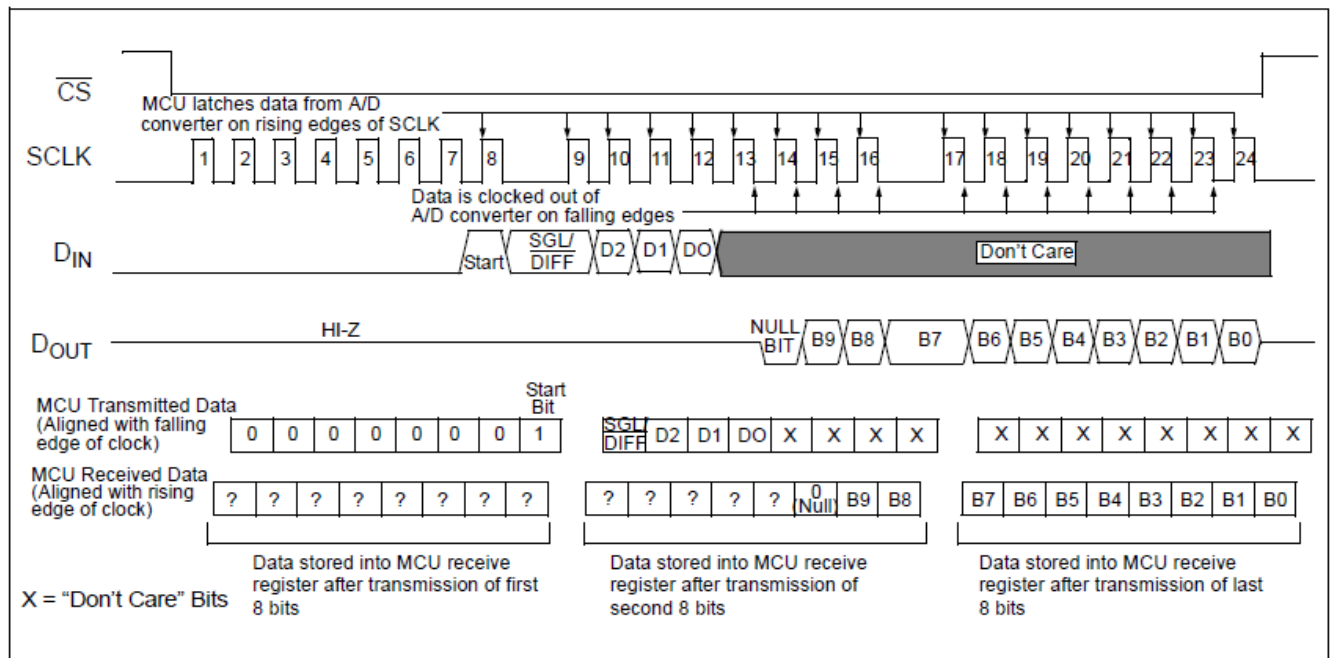 CS
MCU latches data from A/D
converter on rising edges of SCLK
SCLK
1 2 3 4 5 6 7 8 9 10 11 12 13 14 15 16 17 18 19 20 21 22 23 24
Data is clocked out of
A/D converter on falling edges
DIN
Start SGL/DIFF D2 D1 DO Don't Care
HI-Z
DOUT
NULL BIT B9 B8 B7 B6 B5 B4 B3 B2 B1 B0
Start
Bit
MCU Transmitted Data
(Aligned with falling
edge of clock)
0 0 0 0 0 0 0 1 SGL/DIFF D2 D1 DO X X X X X X X X X X X X
MCU Received Data
(Aligned with rising
edge of clock)
? ? ? ? ? ? ? ? ? ? ? ? ? 0 (Null) B9 B8 B7 B6 B5 B4 B3 B2 B1 B0
Data stored into MCU receive
register after transmission of first
8 bits
Data stored into MCU receive
register after transmission of
second 8 bits
Data stored into MCU receive
register after transmission of last
8 bits
X = “Don't Care” Bits